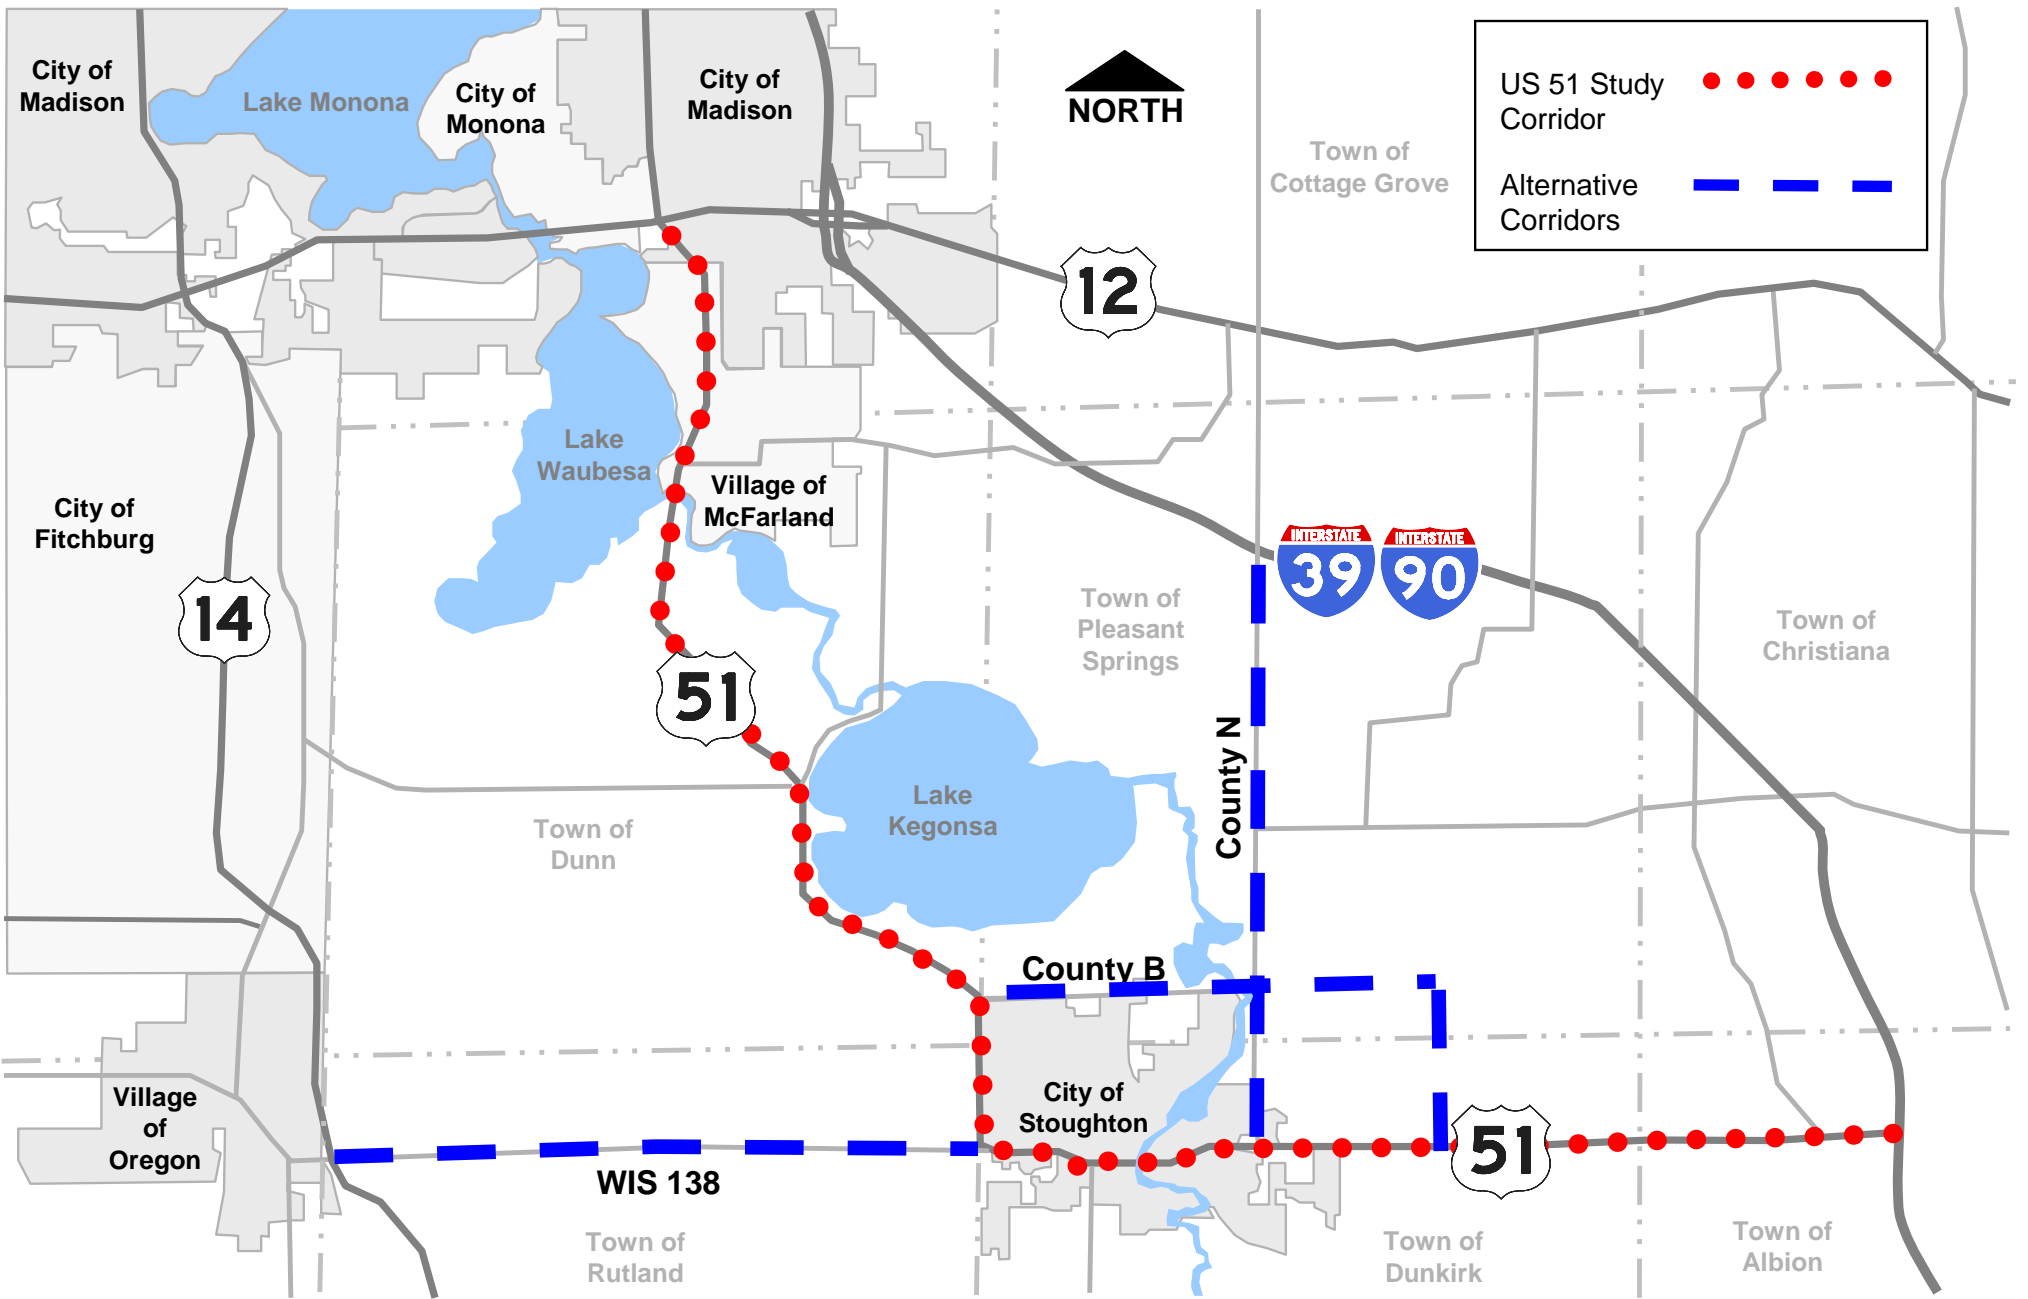 City of
Madison
Lake Monona
City of
Monona
City of
Madison
NORTH
Town of
Cottage Grove
US 51 Study
Corridor
Alternative
Corridors
12
Lake
Waubesa
Village of
McFarland
City of
Fitchburg
14
INTERSTATE
39
INTERSTATE
90
Town of
Pleasant
Springs
Town of
Christiana
51
County N
Lake
Kegonsa
Town of
Dunn
County B
Village
of
Oregon
City of
Stoughton
51
WIS 138
Town of
Rutland
Town of
Dunkirk
Town of
Albion